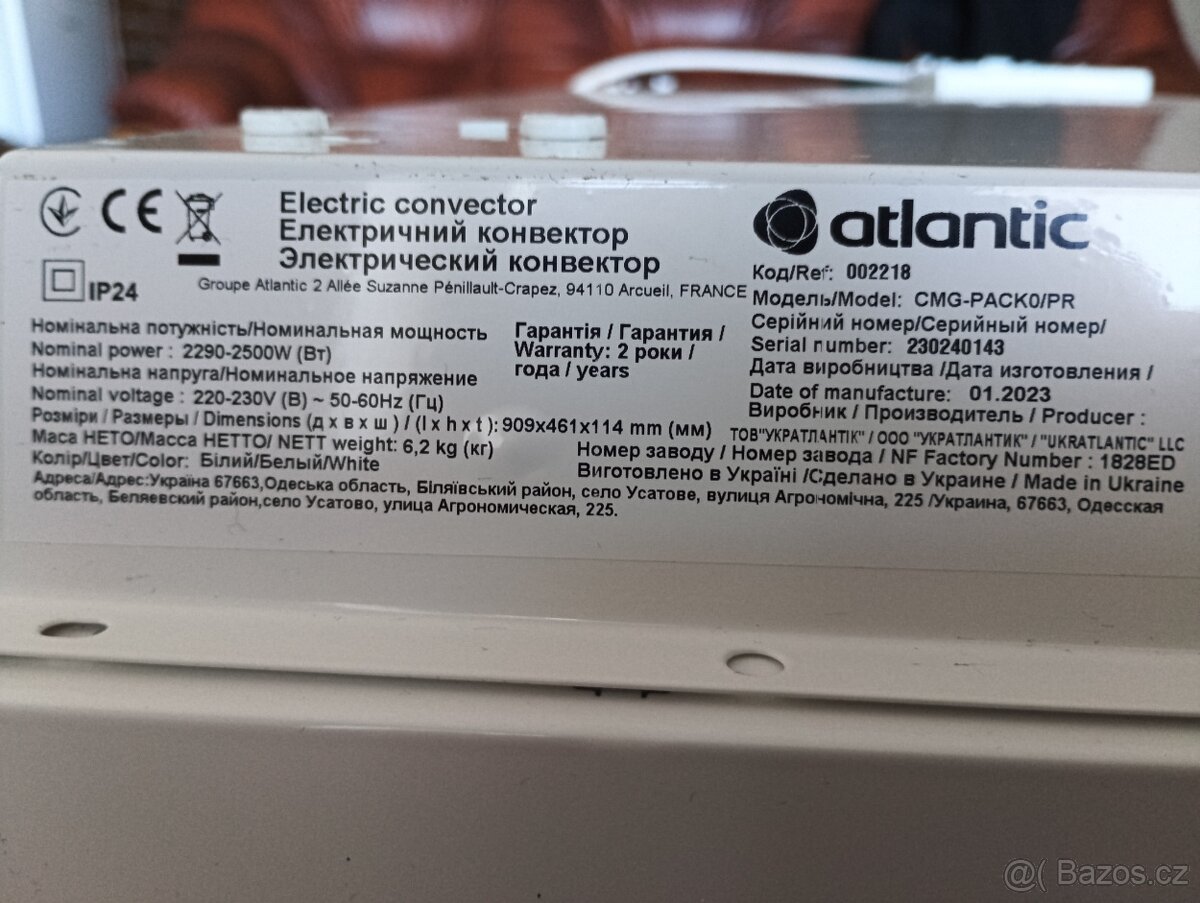 CE
IP24
Electric convector
Електричний конвектор
Электрический конвектор
Groupe Atlantic 2 Allée Suzanne Pénillault-Crapez, 94110 Arcueil, FRANCE
atlantic
Код/Ref: 002218
Модель/Model: CMG-PACK0/PR
Серійний номер/Серийный номер/
Serial number: 230240143
Дата виробництва /Дата изготовления /
Date of manufacture: 01.2023
Виробник / Производитель / Producer :
ТОВ"УКРАТЛАНТІК" / ООО "УКРАТЛАНТИК" / "UKRATLANTIC" LLC
Номінальна потужність/Номинальная мощность
Nominal power : 2290-2500W (Вт)
Номінальна напруга/Номинальное напряжение
Nominal voltage : 220-230V (В) ~ 50-60Hz (Гц)
Гарантія / Гарантия /
Warranty: 2 роки /
года / years
Розміри / Размеры / Dimensions (д х в х ш) / (l x h x t): 909x461x114 mm (мм)
Маса НЕТО/Масса НЕТТО/ NETT weight: 6,2 kg (кг)
Колір/Цвет/Color: Білий/Белый/White
Номер заводу / Номер завода / NF Factory Number : 1828ED
Виготовлено в Україні /Сделано в Украине / Made in Ukraine
Адреса/Адрес:Україна 67663,Одеська область, Біляївський район, село Усатове, вулиця Агрономічна, 225 /Украина, 67663, Одесская
область, Беляевский район,село Усатово, улица Агрономическая, 225.
@( Bazos.cz